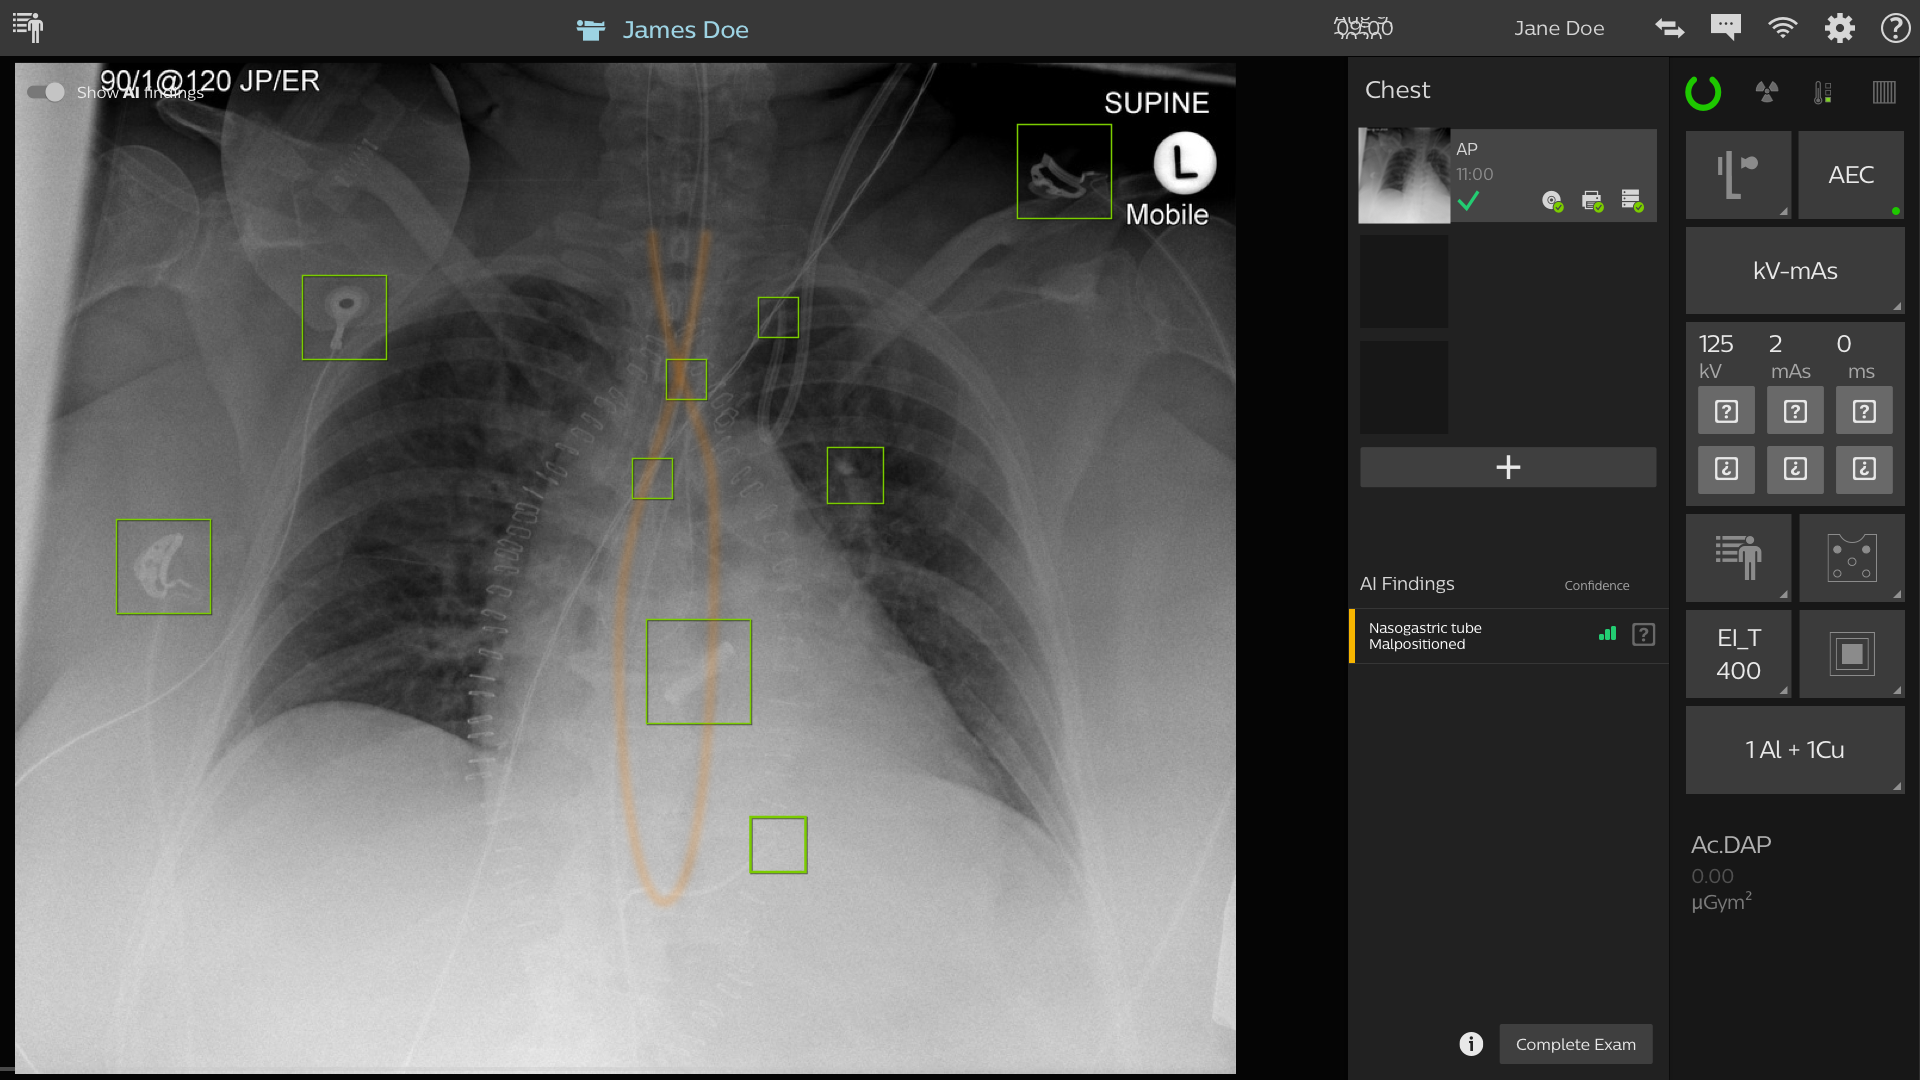 James Doe
09:00
Jane Doe
90/1@120 JP/ER
Show AI findings
SUPINE
L
Mobile
Chest
AP
11:00
AI Findings
Confidence
Nasogastric tube
Malpositioned
Complete Exam
AEC
kV-mAs
125 2 0
kV mAs ms
EI_T
400
1 Al + 1Cu
Ac.DAP
0.00
µGym²